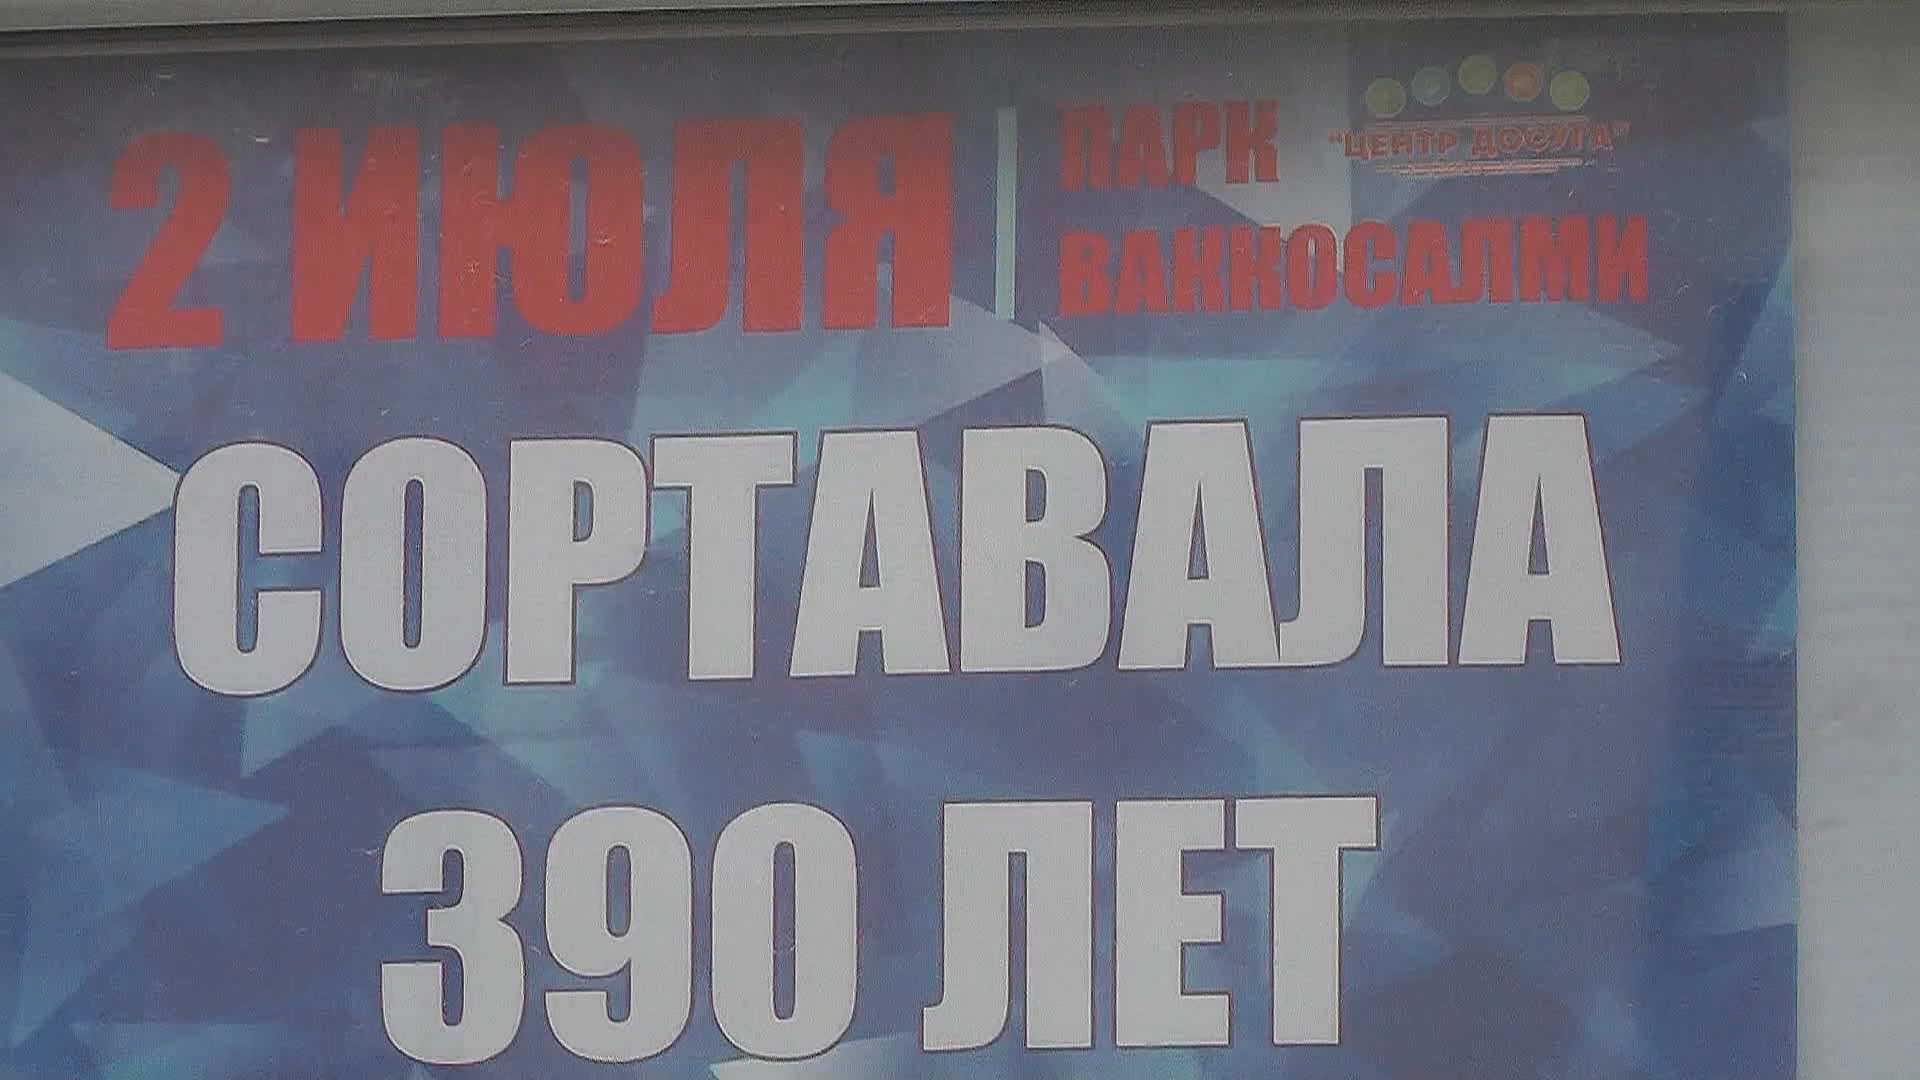 2 ИЮЛЯ
ПАРК
ВАККОСАЛМИ
"ЦЕНТР ДОСУГА"
СОРТАВАЛА
390 ЛЕТ